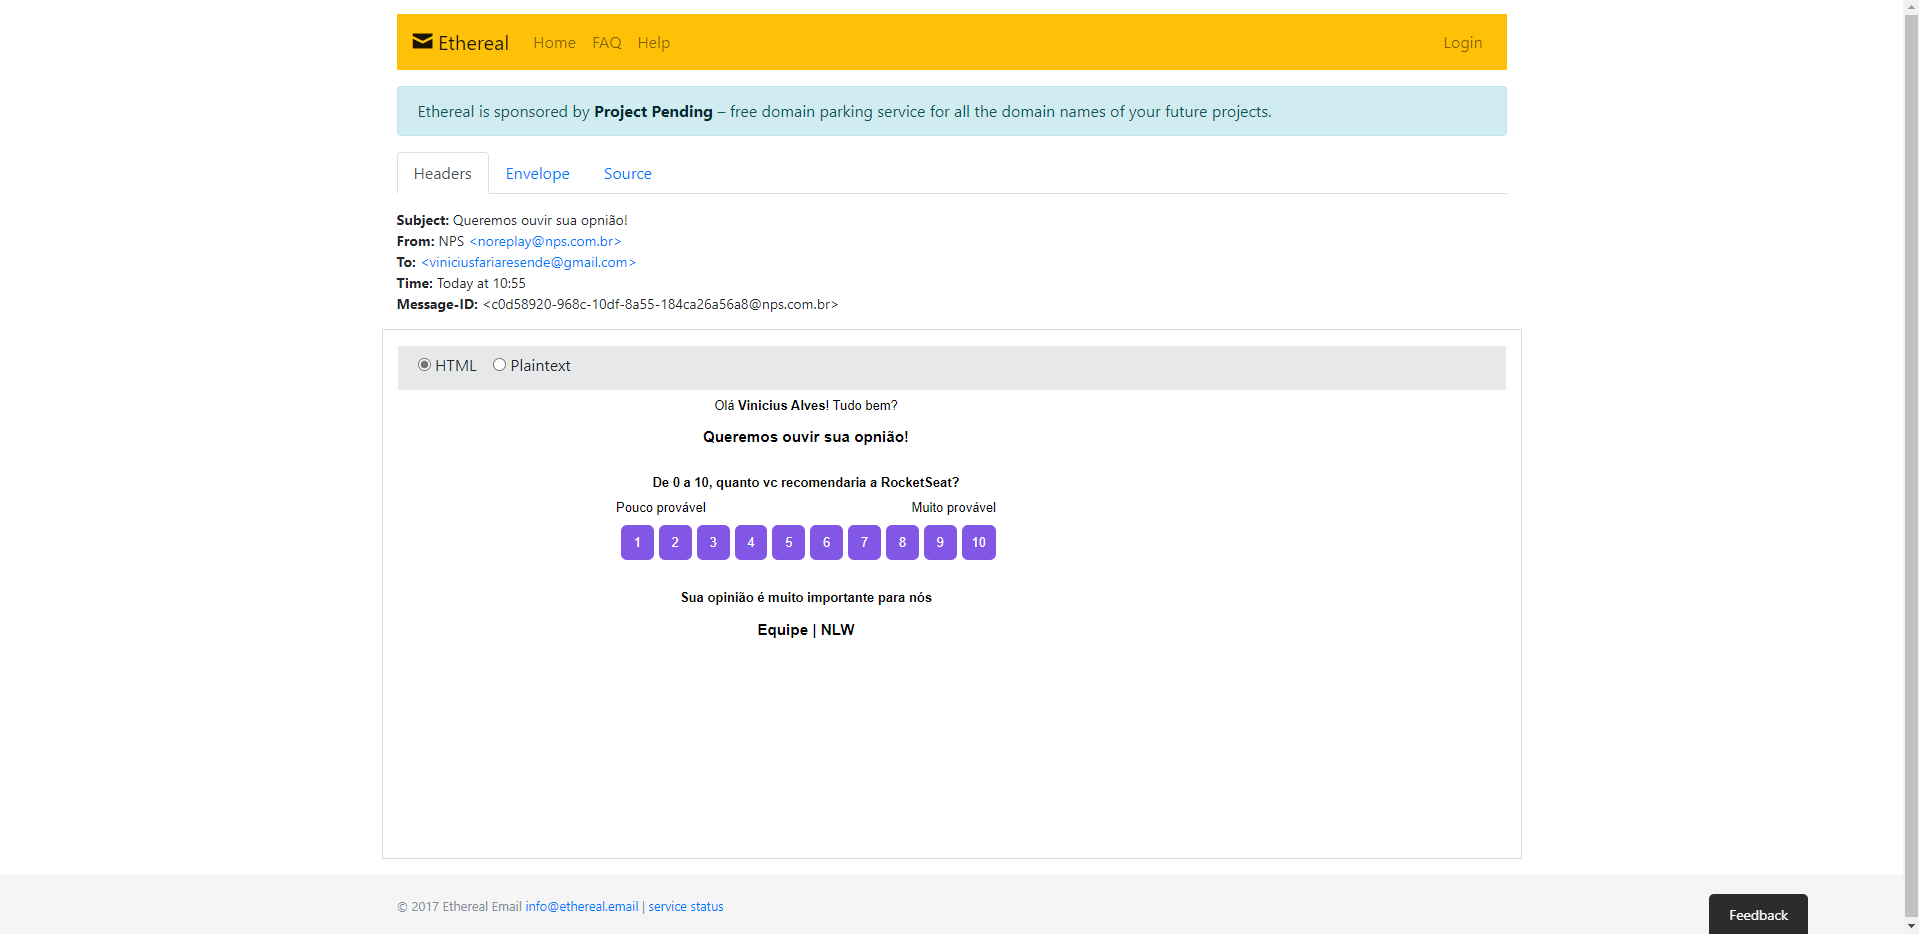 Ethereal Home FAQ Help Login
Ethereal is sponsored by Project Pending – free domain parking service for all the domain names of your future projects.
Headers Envelope Source
Subject: Queremos ouvir sua opnião!
From: NPS <noreplay@nps.com.br>
To: <viniciusfariaresende@gmail.com>
Time: Today at 10:55
Message-ID: <c0d58920-968c-10df-8a55-184ca26a56a8@nps.com.br>
HTML Plaintext
Olá Vinicius Alves! Tudo bem?
Queremos ouvir sua opnião!
De 0 a 10, quanto vc recomendaria a RocketSeat?
Pouco provável Muito provável
1 2 3 4 5 6 7 8 9 10
Sua opinião é muito importante para nós
Equipe | NLW
© 2017 Ethereal Email info@ethereal.email | service status
Feedback